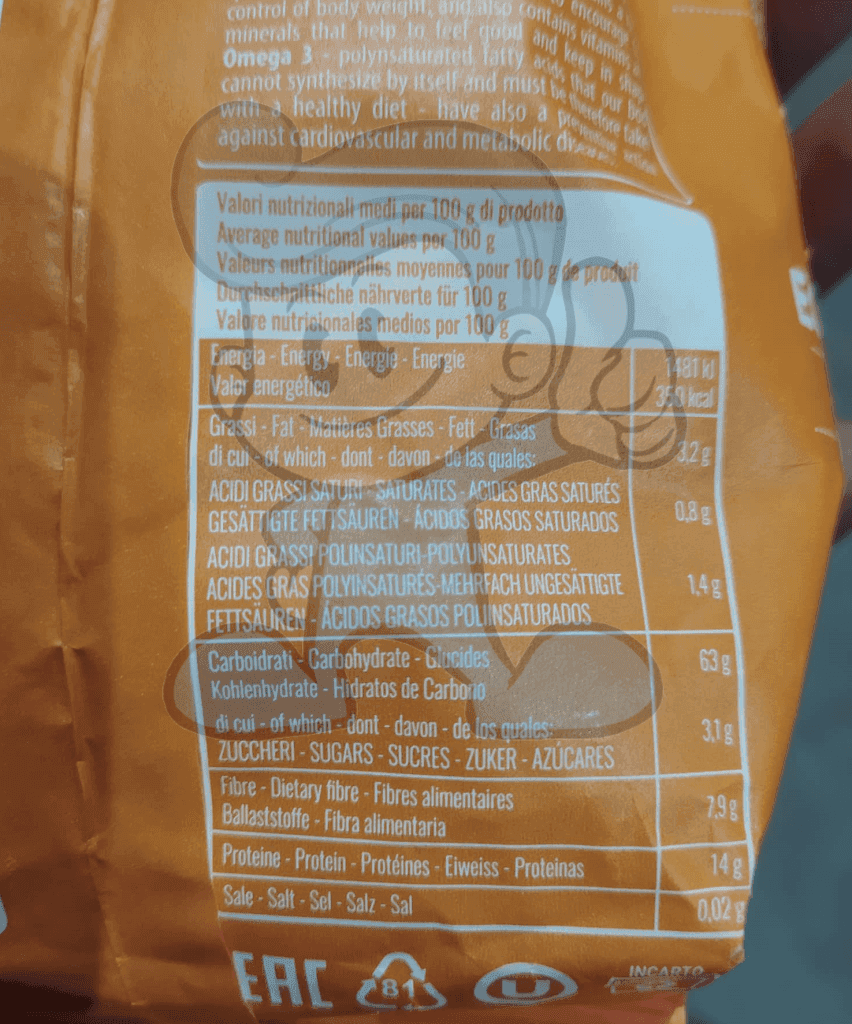 control of body weight, and also contains vitamins
encourage
minerals that help to feel good and keep in
Omega 3 - polynsaturated fatty acids that our
cannot synthesize by itself and must be therefore
with a healthy diet - have also a preventive action
against cardiovascular and metabolic
Valori nutrizionali medi per 100 g di prodotto
Average nutritional values per 100 g
Valeurs nutritionnelles moyennes pour 100 g de produit
Durchschnittliche nährverte für 100 g
Valore nutricionales medios por 100 g
Energia - Energy - Energie - Energie 1481 kJ
Valor energético kcal
Grassi - Fat - Matières Grasses - Fett - Grasas 3,2 g
di cui - of which - dont - davon - de las quales:
ACIDI GRASSI SATURI - SATURATES - ACIDES GRAS SATURÉS 0,8 g
GESÄTTIGTE FETTSÄUREN - ÁCIDOS GRASOS SATURADOS
ACIDI GRASSI POLINSATURI-POLYUNSATURATES
ACIDES GRAS POLYINSATURÉS-MEHRFACH UNGESÄTTIGTE 1,4 g
FETTSÄUREN - ÁCIDOS GRASOS POLIINSATURADOS
Carboidrati - Carbohydrate - Glucides 63 g
Kohlenhydrate - Hidratos de Carbono
di cui - of which - dont - davon - de los quales: 3,1 g
ZUCCHERI - SUGARS - SUCRES - ZUKER - AZÚCARES
Fibre - Dietary fibre - Fibres alimentaires 7,9 g
Ballaststoffe - Fibra alimentaria
Proteine - Protein - Protéines - Eiweiss - Proteinas 14 g
Sale - Salt - Sel - Salz - Sal 0,02 g
EAC 81 U INCARTO